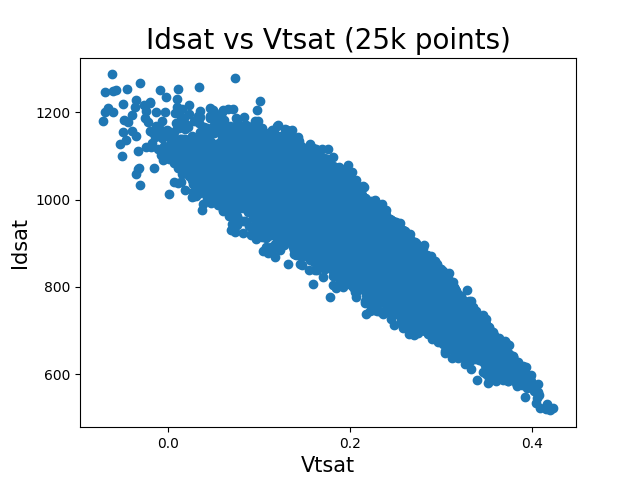 Idsat vs Vtsat (25k points)
Idsat
1200
1000
800
600
0.0 0.2 0.4
Vtsat